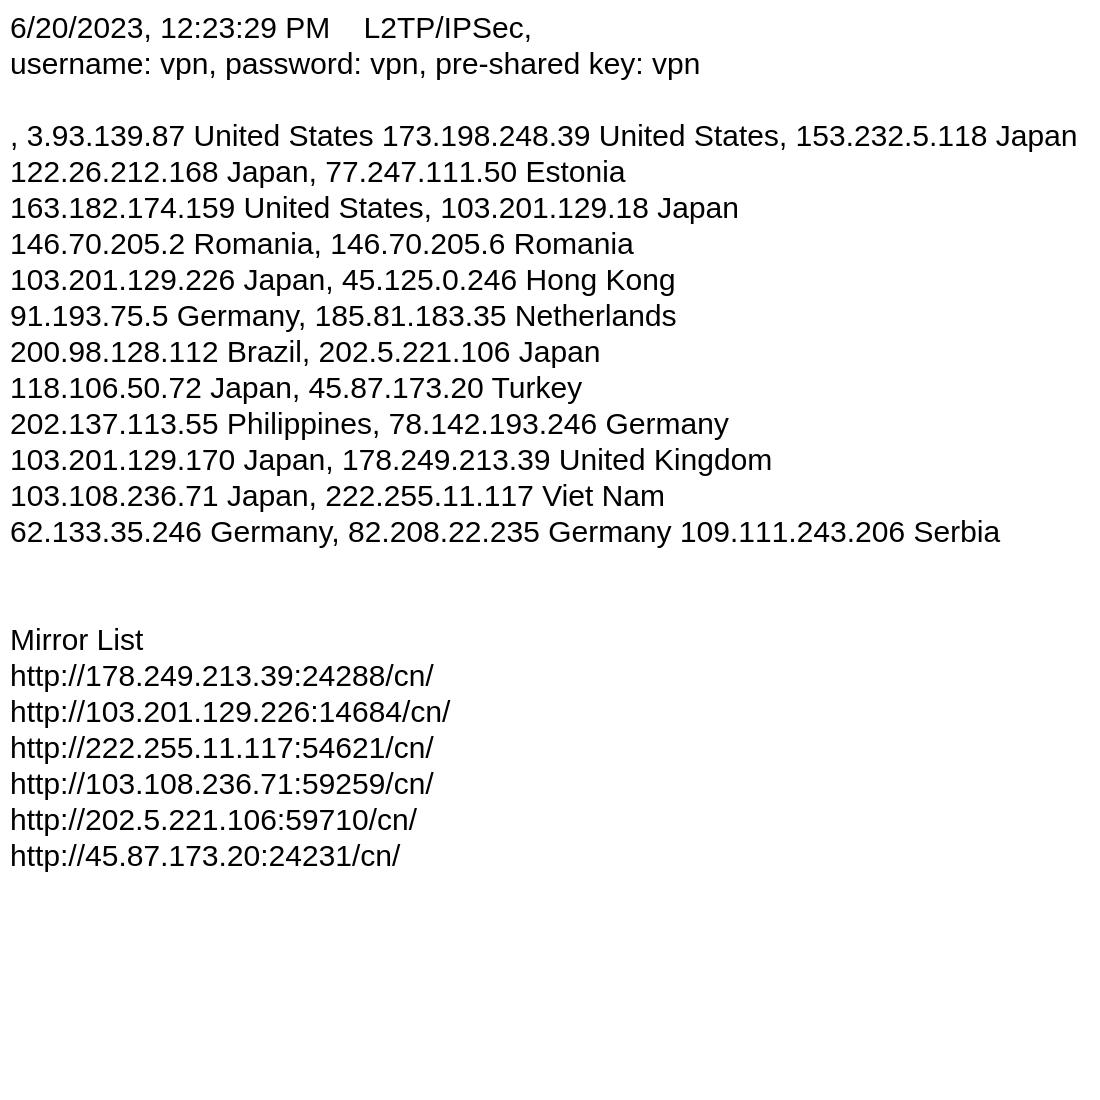 6/20/2023, 12:23:29 PM    L2TP/IPSec,
username: vpn, password: vpn, pre-shared key: vpn
, 3.93.139.87 United States 173.198.248.39 United States, 153.232.5.118 Japan
122.26.212.168 Japan, 77.247.111.50 Estonia
163.182.174.159 United States, 103.201.129.18 Japan
146.70.205.2 Romania, 146.70.205.6 Romania
103.201.129.226 Japan, 45.125.0.246 Hong Kong
91.193.75.5 Germany, 185.81.183.35 Netherlands
200.98.128.112 Brazil, 202.5.221.106 Japan
118.106.50.72 Japan, 45.87.173.20 Turkey
202.137.113.55 Philippines, 78.142.193.246 Germany
103.201.129.170 Japan, 178.249.213.39 United Kingdom
103.108.236.71 Japan, 222.255.11.117 Viet Nam
62.133.35.246 Germany, 82.208.22.235 Germany 109.111.243.206 Serbia
Mirror List
http://178.249.213.39:24288/cn/
http://103.201.129.226:14684/cn/
http://222.255.11.117:54621/cn/
http://103.108.236.71:59259/cn/
http://202.5.221.106:59710/cn/
http://45.87.173.20:24231/cn/